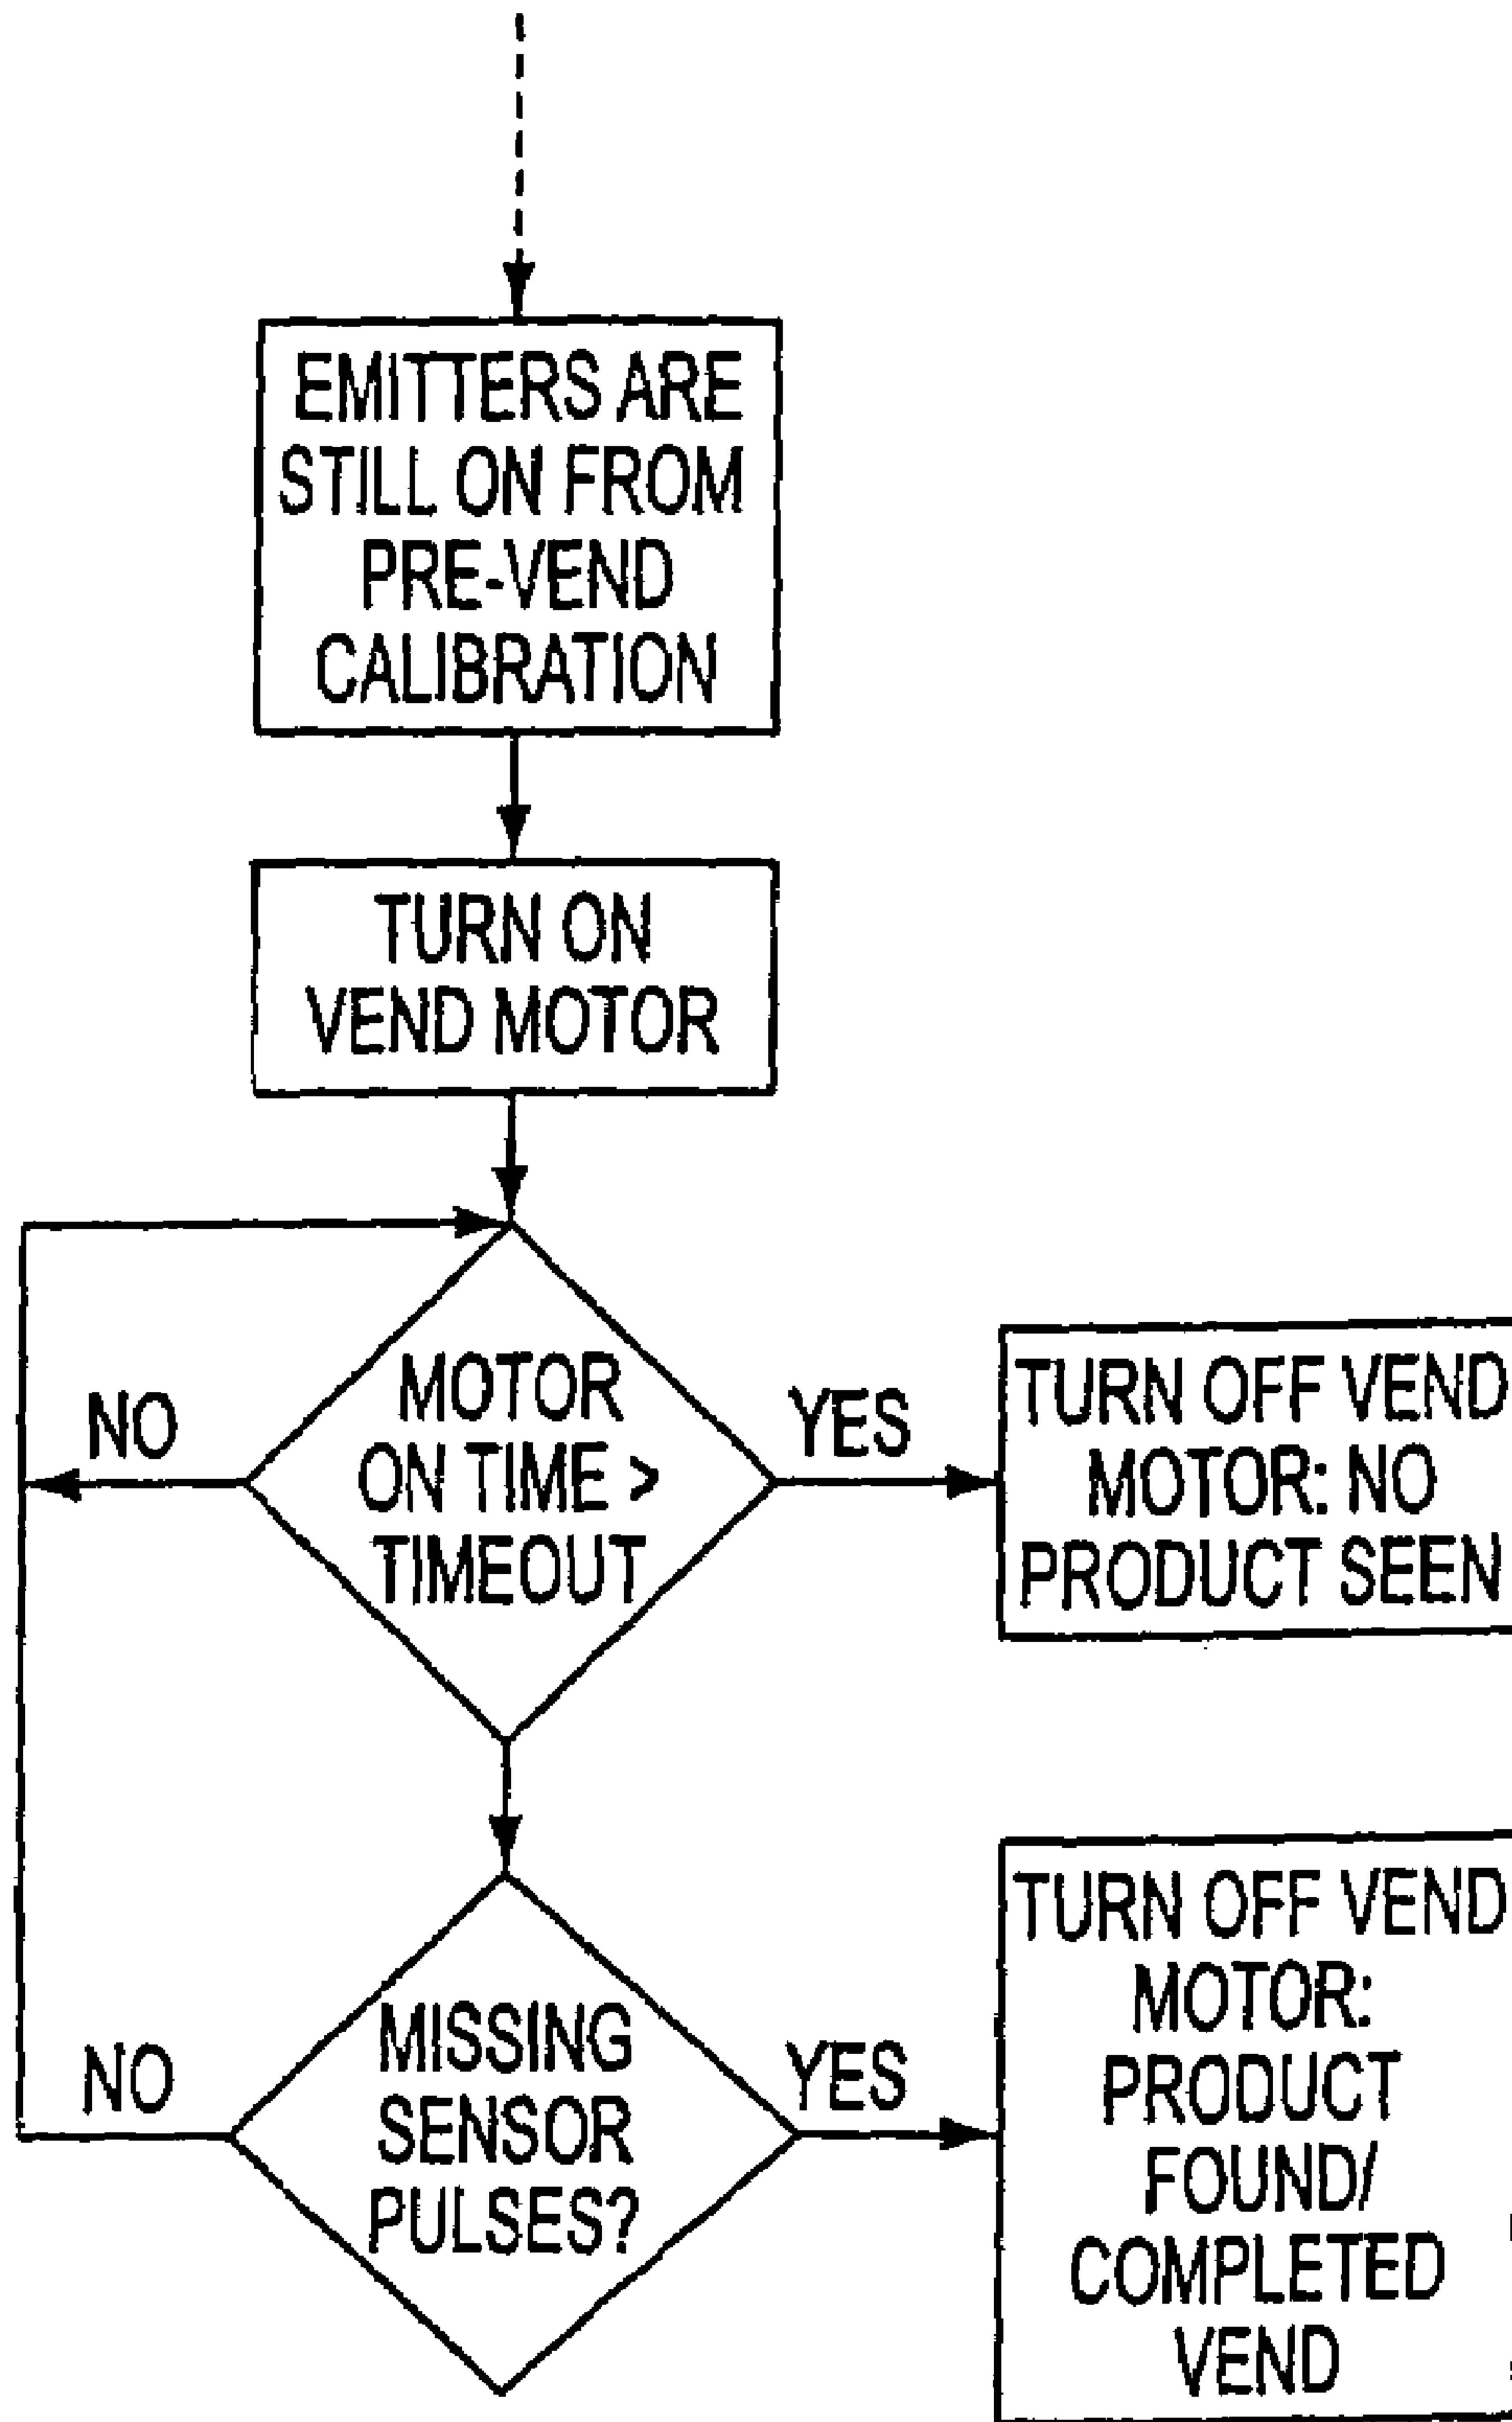 EMITTERS ARE
STILL ON FROM
PRE-VEND
CALIBRATION
TURN ON
VEND MOTOR
MOTOR
ON TIME >
TIMEOUT
NO
YES
TURN OFF VEND
MOTOR: NO
PRODUCT SEEN
MISSING
SENSOR
PULSES?
NO
YES
TURN OFF VEND
MOTOR:
PRODUCT
FOUND/
COMPLETED
VEND